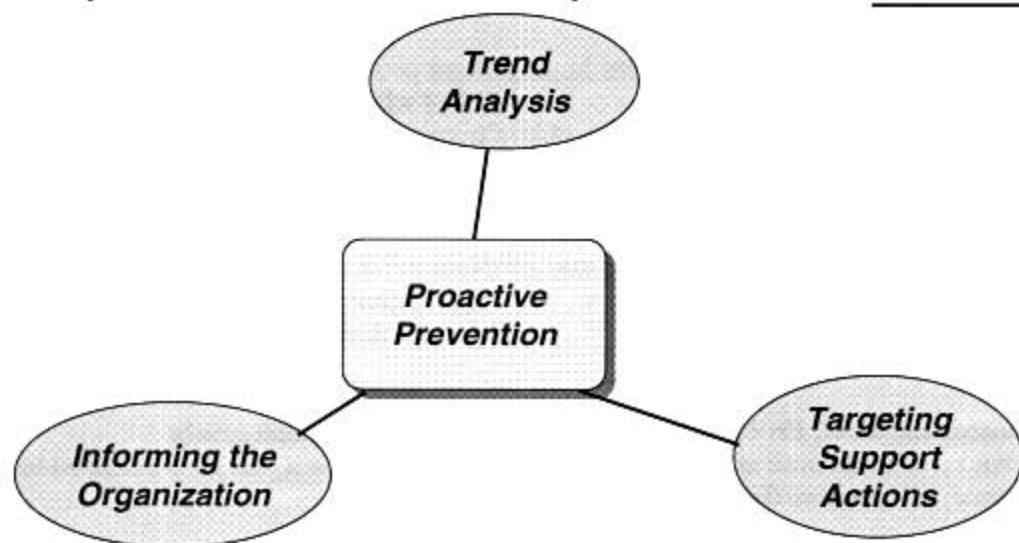 Trend
Analysis
Proactive
Prevention
Informing the
Organization
Targeting
Support
Actions